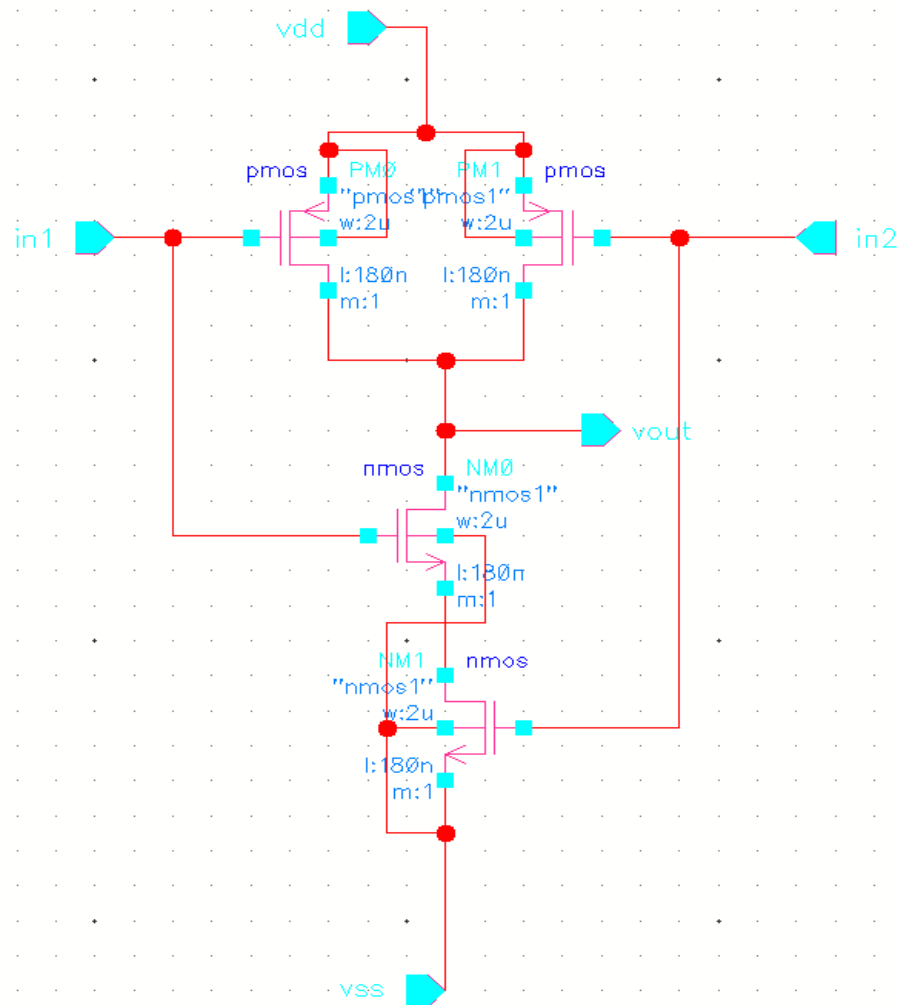 vdd
pmos PM0 PM1 pmos
"pmos1" "pmos1"
w:2u w:2u
in1 in2
l:180n l:180n
m:1 m:1
vout
nmos NM0
"nmos1"
w:2u
l:180n
m:1
NM1 nmos
"nmos1"
w:2u
l:180n
m:1
vss